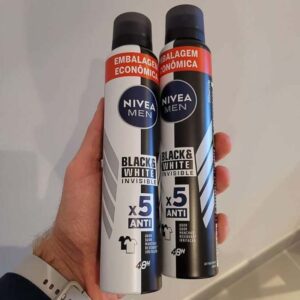 EMBALAGEM
ECONÔMICA
NIVEA
MEN
BLACK&
WHITE
INVISIBLE
x5
ANTI
48H
EMBALAGEM
ECONÔMICA
NIVEA
MEN
BLACK&
WHITE
INVISIBLE
x5
ANTI
48H